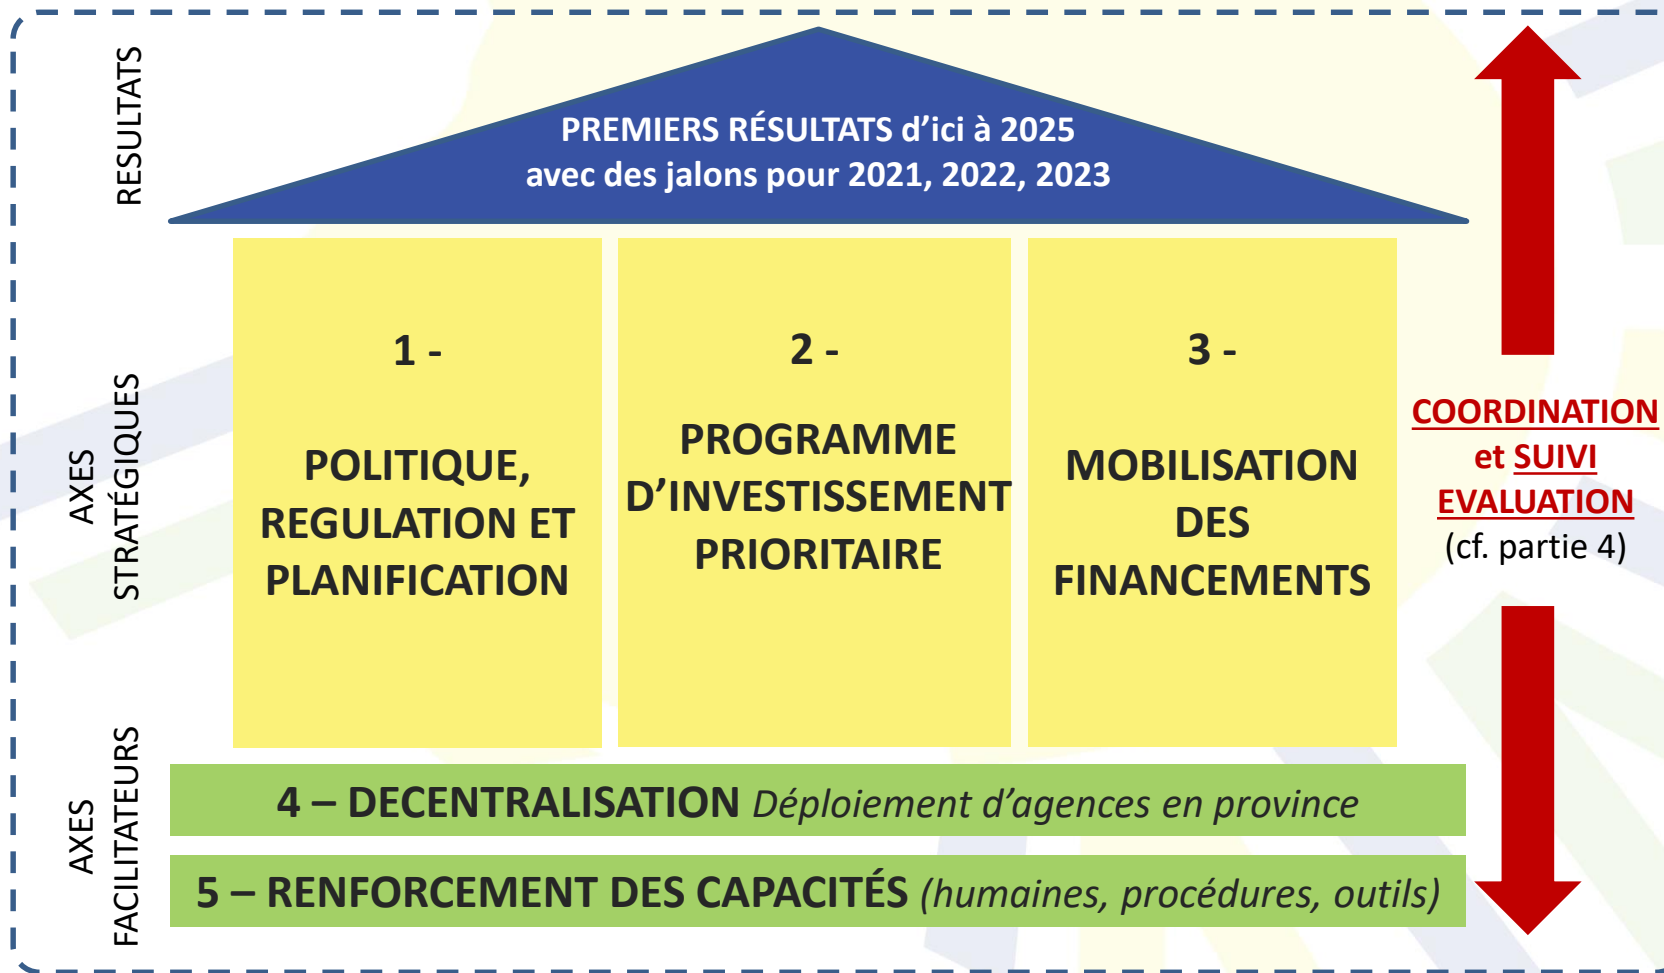 RESULTATS
PREMIERS RÉSULTATS d’ici à 2025
avec des jalons pour 2021, 2022, 2023
AXES
STRATÉGIQUES
1 -
POLITIQUE,
REGULATION ET
PLANIFICATION
2 -
PROGRAMME
D’INVESTISSEMENT
PRIORITAIRE
3 -
MOBILISATION
DES
FINANCEMENTS
COORDINATION
et SUIVI
EVALUATION
(cf. partie 4)
AXES
FACILITATEURS
4 – DECENTRALISATION Déploiement d’agences en province
5 – RENFORCEMENT DES CAPACITÉS (humaines, procédures, outils)